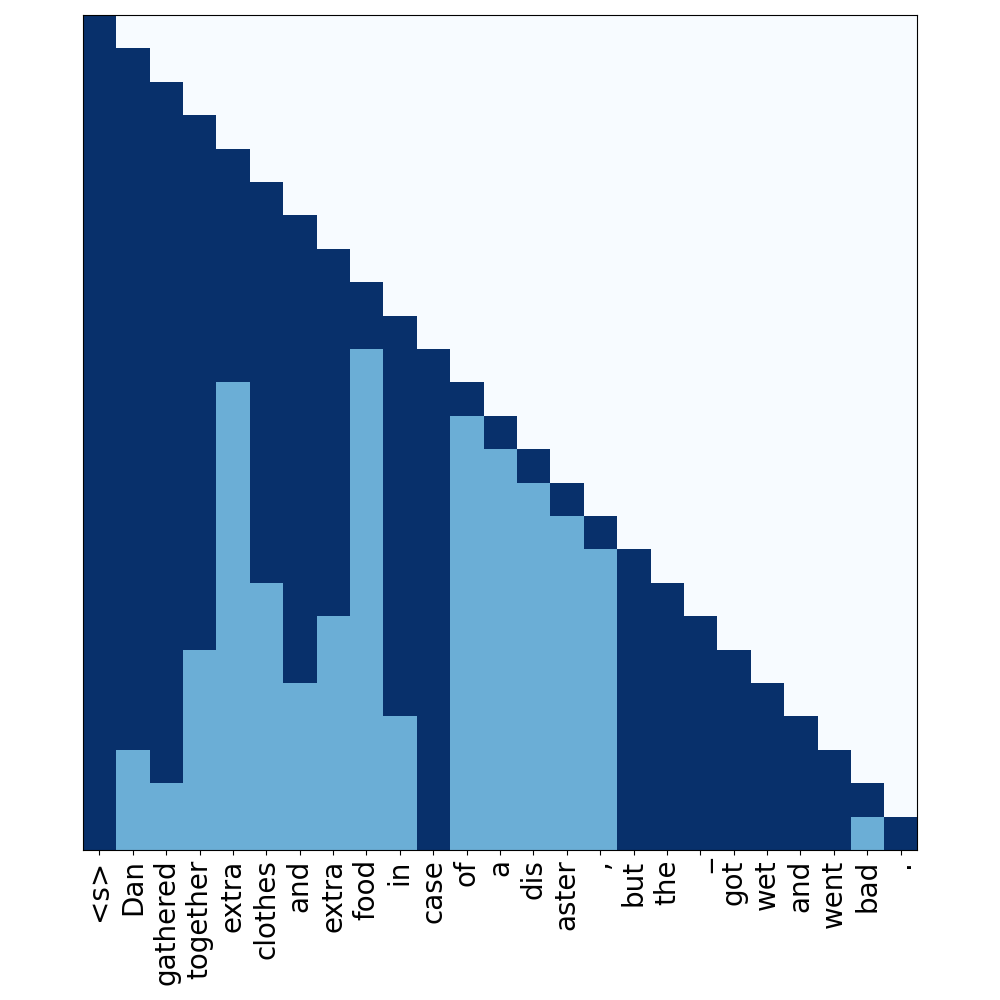 <s>
Dan
gathered
together
extra
clothes
and
extra
food
in
case
of
a
dis
aster
,
but
the
_
got
wet
and
went
bad
.